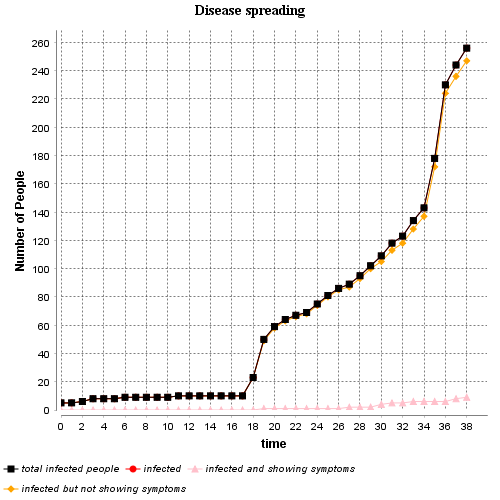 Disease spreading
Number of People
260
240
220
200
180
160
140
120
100
80
60
40
20
0
0 2 4 6 8 10 12 14 16 18 20 22 24 26 28 30 32 34 36 38
time
total infected people infected infected and showing symptoms
infected but not showing symptoms